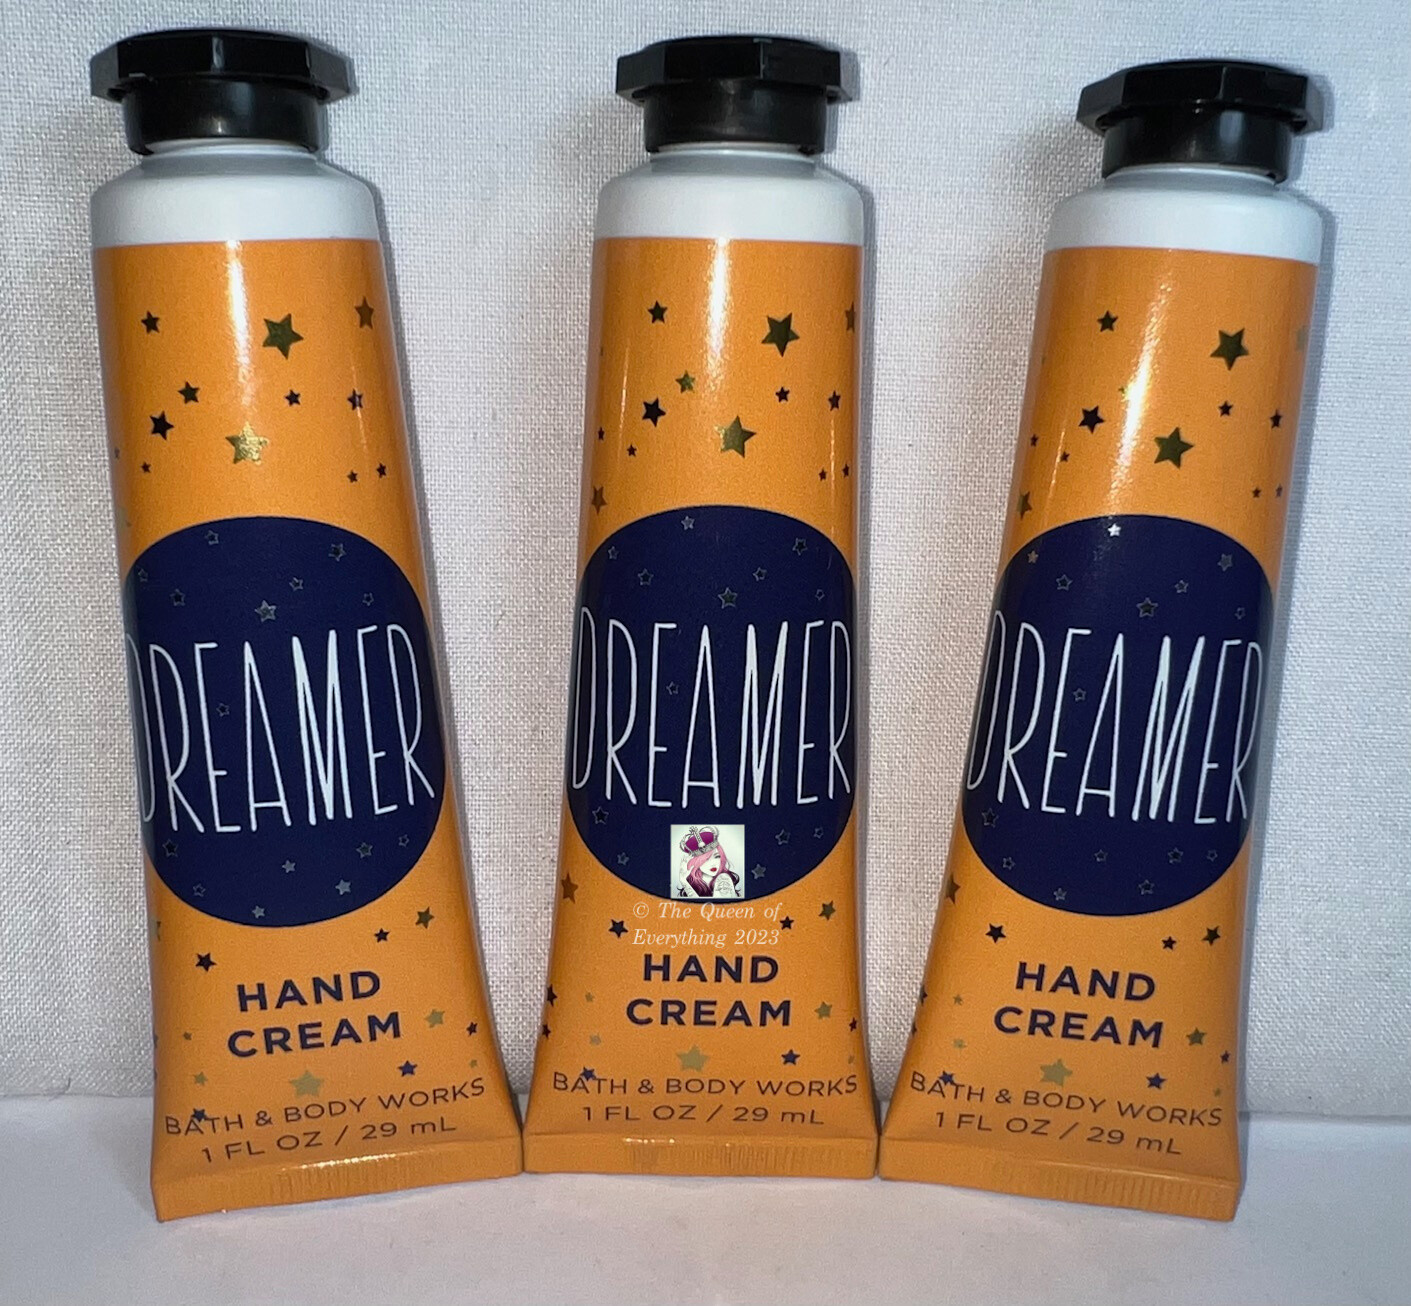 DREAMER
HAND
CREAM
BATH & BODY WORKS
1 FL OZ / 29 mL
DREAMER
© The Queen of
Everything 2023
HAND
CREAM
BATH & BODY WORKS
1 FL OZ / 29 mL
DREAMER
HAND
CREAM
BATH & BODY WORKS
1 FL OZ / 29 mL